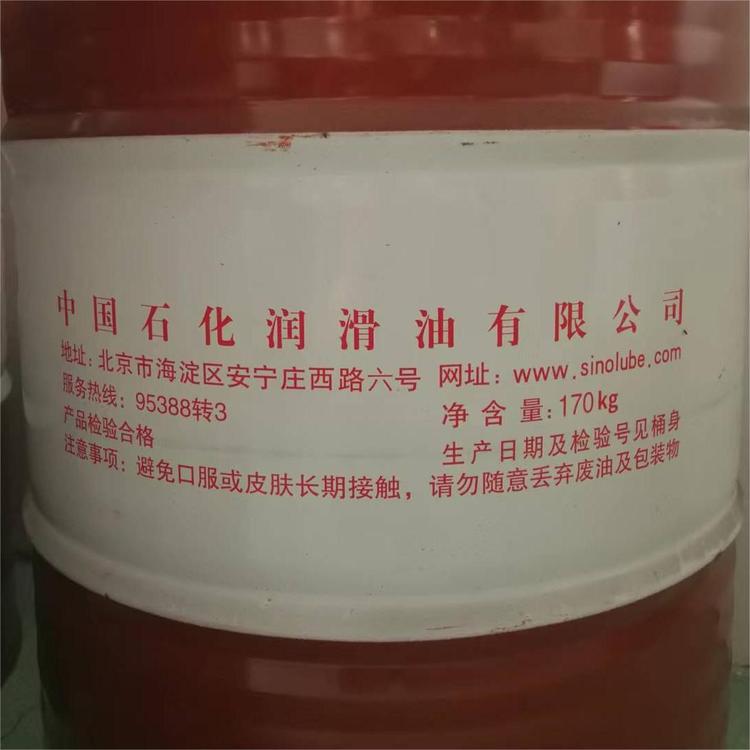 中国石化润滑油有限公司
地址：北京市海淀区安宁庄西路六号 网址：www.sinolube.com
服务热线：95388转3 净含量：170kg
产品检验合格 生产日期及检验号见桶身
注意事项：避免口服或皮肤长期接触，请勿随意丢弃废油及包装物